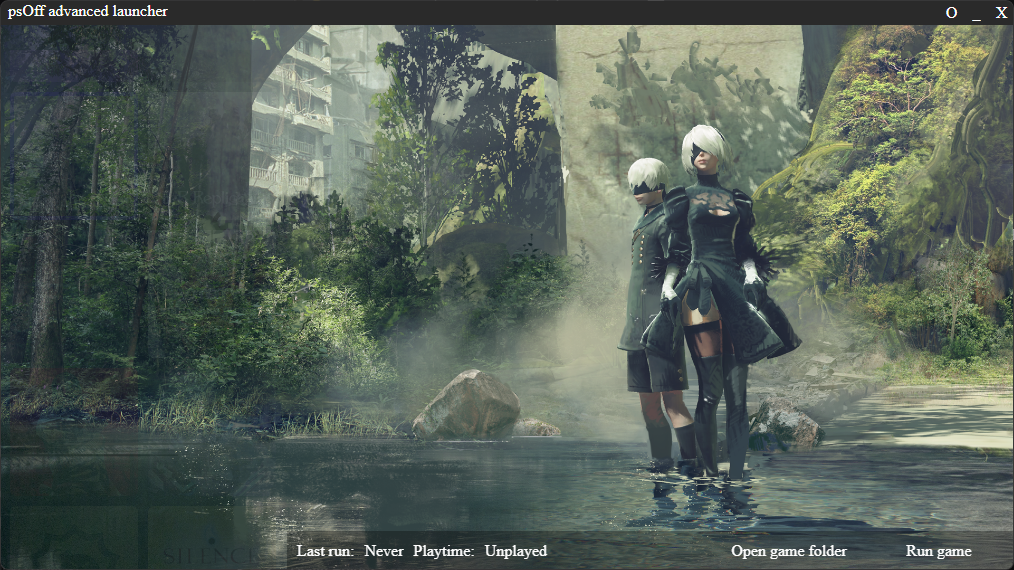 psOff advanced launcher O _ X
Last run: Never Playtime: Unplayed Open game folder Run game